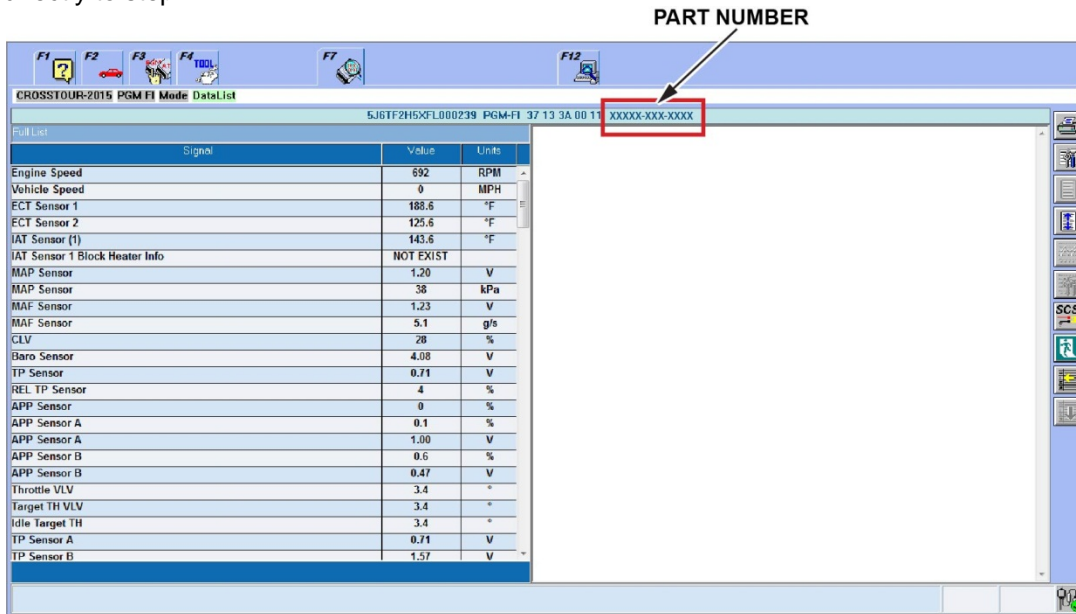 PART NUMBER
F1 F2 F3 F4 TOOL F7 F12
CROSSTOUR-2015 PGM FI Mode DataList
5J6TF2H5XFL000239 PGM-FI 37 13 3A 00 11 XXXXX-XXX-XXXX
Full List
Signal Value Units
Engine Speed 692 RPM
Vehicle Speed 0 MPH
ECT Sensor 1 188.6 °F
ECT Sensor 2 125.6 °F
IAT Sensor (1) 143.6 °F
IAT Sensor 1 Block Heater Info NOT EXIST
MAP Sensor 1.20 V
MAP Sensor 38 kPa
MAF Sensor 1.23 V
MAF Sensor 5.1 g/s
CLV 28 %
Baro Sensor 4.08 V
TP Sensor 0.71 V
REL TP Sensor 4 %
APP Sensor 0 %
APP Sensor A 0.1 %
APP Sensor A 1.00 V
APP Sensor B 0.6 %
APP Sensor B 0.47 V
Throttle VLV 3.4 °
Target TH VLV 3.4 °
Idle Target TH 3.4 °
TP Sensor A 0.71 V
TP Sensor B 1.57 V
SCS